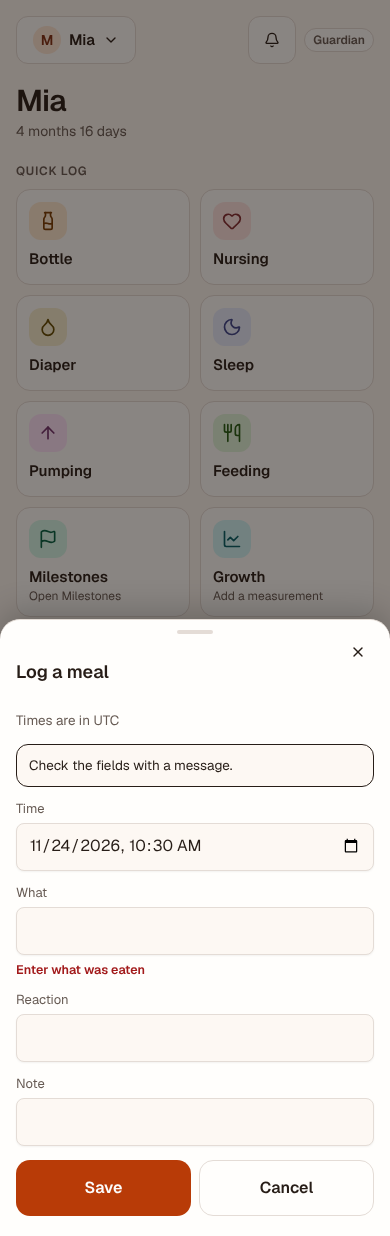 M Mia
Guardian
Mia
4 months 16 days
QUICK LOG
Bottle
Nursing
Diaper
Sleep
Pumping
Feeding
Milestones
Open Milestones
Growth
Add a measurement
Log a meal
Times are in UTC
Check the fields with a message.
Time
11/24/2026, 10:30 AM
What
Enter what was eaten
Reaction
Note
Save
Cancel